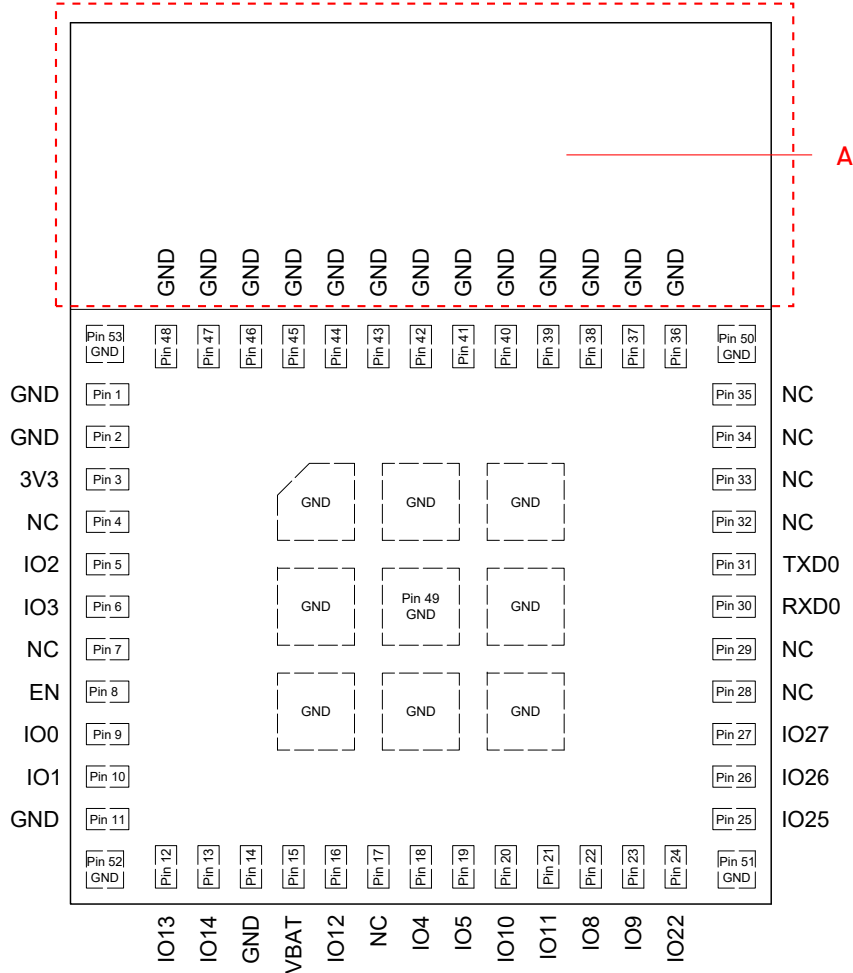 A
GND GND GND GND GND GND GND GND GND GND GND GND GND
Pin 53 GND
Pin 48 Pin 47 Pin 46 Pin 45 Pin 44 Pin 43 Pin 42 Pin 41 Pin 40 Pin 39 Pin 38 Pin 37 Pin 36
Pin 50 GND
GND Pin 1 Pin 35 NC
GND Pin 2 Pin 34 NC
3V3 Pin 3 Pin 33 NC
GND GND GND
NC Pin 4 Pin 32 NC
IO2 Pin 5 Pin 31 TXD0
IO3 Pin 6 GND Pin 49 GND GND Pin 30 RXD0
NC Pin 7 Pin 29 NC
EN Pin 8 Pin 28 NC
GND GND GND
IO0 Pin 9 Pin 27 IO27
IO1 Pin 10 Pin 26 IO26
GND Pin 11 Pin 25 IO25
Pin 52 GND
Pin 12 Pin 13 Pin 14 Pin 15 Pin 16 Pin 17 Pin 18 Pin 19 Pin 20 Pin 21 Pin 22 Pin 23 Pin 24
Pin 51 GND
IO13 IO14 GND VBAT IO12 NC IO4 IO5 IO10 IO11 IO8 IO9 IO22